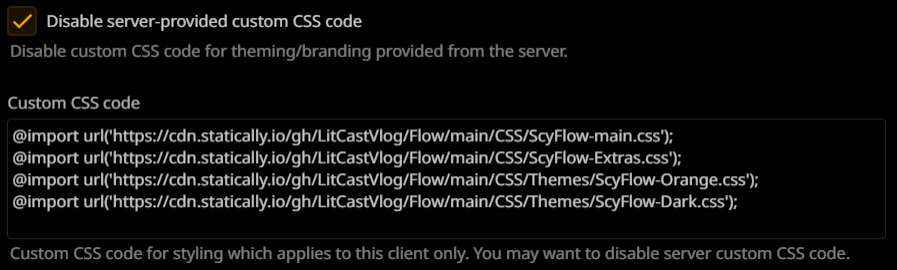 Disable server-provided custom CSS code
Disable custom CSS code for theming/branding provided from the server.
Custom CSS code
@import url('https://cdn.statically.io/gh/LitCastVlog/Flow/main/CSS/ScyFlow-main.css');
@import url('https://cdn.statically.io/gh/LitCastVlog/Flow/main/CSS/ScyFlow-Extras.css');
@import url('https://cdn.statically.io/gh/LitCastVlog/Flow/main/CSS/Themes/ScyFlow-Orange.css');
@import url('https://cdn.statically.io/gh/LitCastVlog/Flow/main/CSS/Themes/ScyFlow-Dark.css');
Custom CSS code for styling which applies to this client only. You may want to disable server custom CSS code.